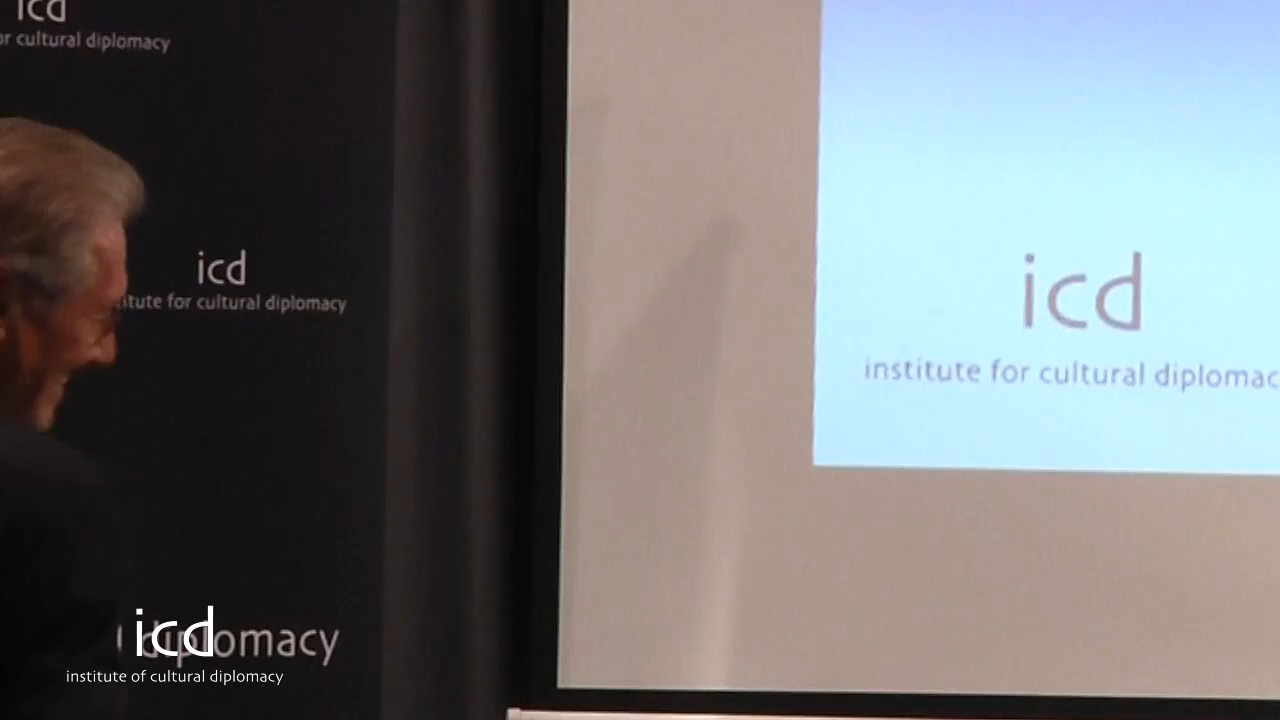 icd
or cultural diplomacy
icd
itute for cultural diplomacy
icd
institute for cultural diplomac
diplomacy
icd
institute of cultural diplomacy